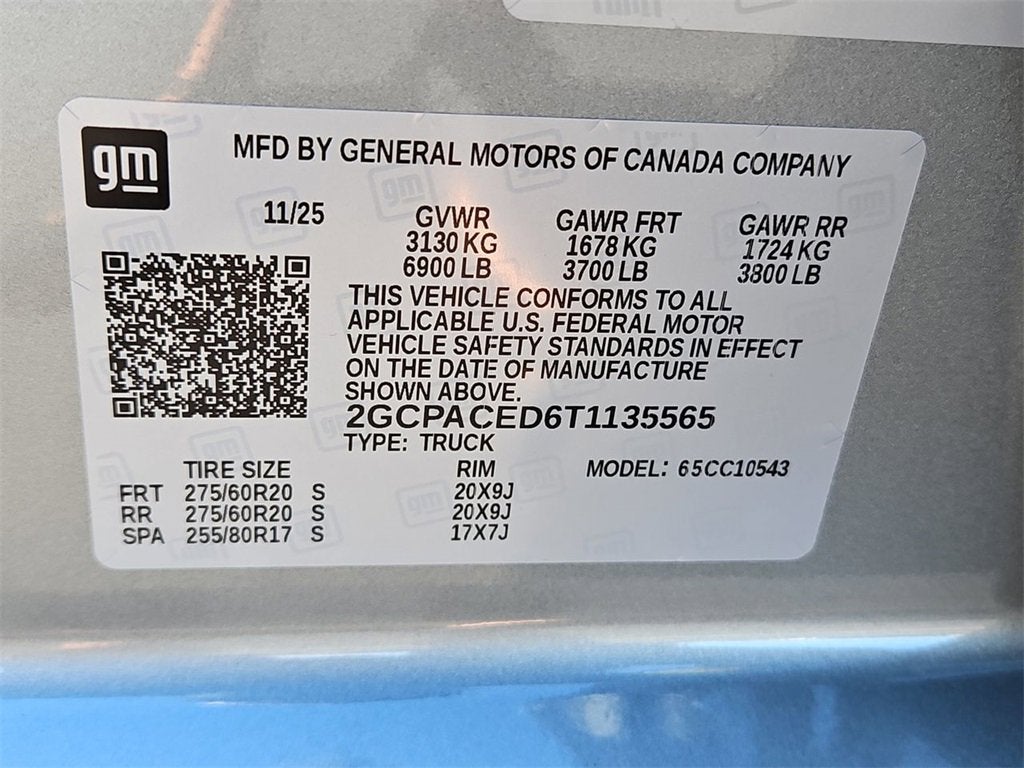 gm
MFD BY GENERAL MOTORS OF CANADA COMPANY
11/25 GVWR GAWR FRT GAWR RR
3130 KG 1678 KG 1724 KG
6900 LB 3700 LB 3800 LB
THIS VEHICLE CONFORMS TO ALL
APPLICABLE U.S. FEDERAL MOTOR
VEHICLE SAFETY STANDARDS IN EFFECT
ON THE DATE OF MANUFACTURE
SHOWN ABOVE.
2GCPACED6T1135565
TYPE: TRUCK
TIRE SIZE RIM MODEL: 65CC10543
FRT 275/60R20 S 20X9J
RR 275/60R20 S 20X9J
SPA 255/80R17 S 17X7J